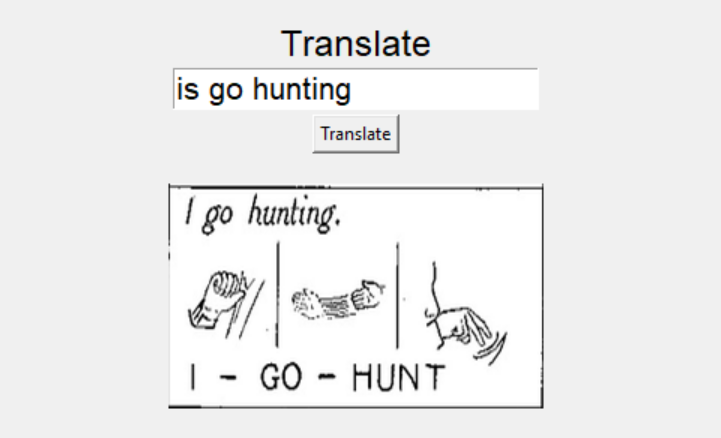 Translate
is go hunting
Translate
I go hunting.
I - GO - HUNT